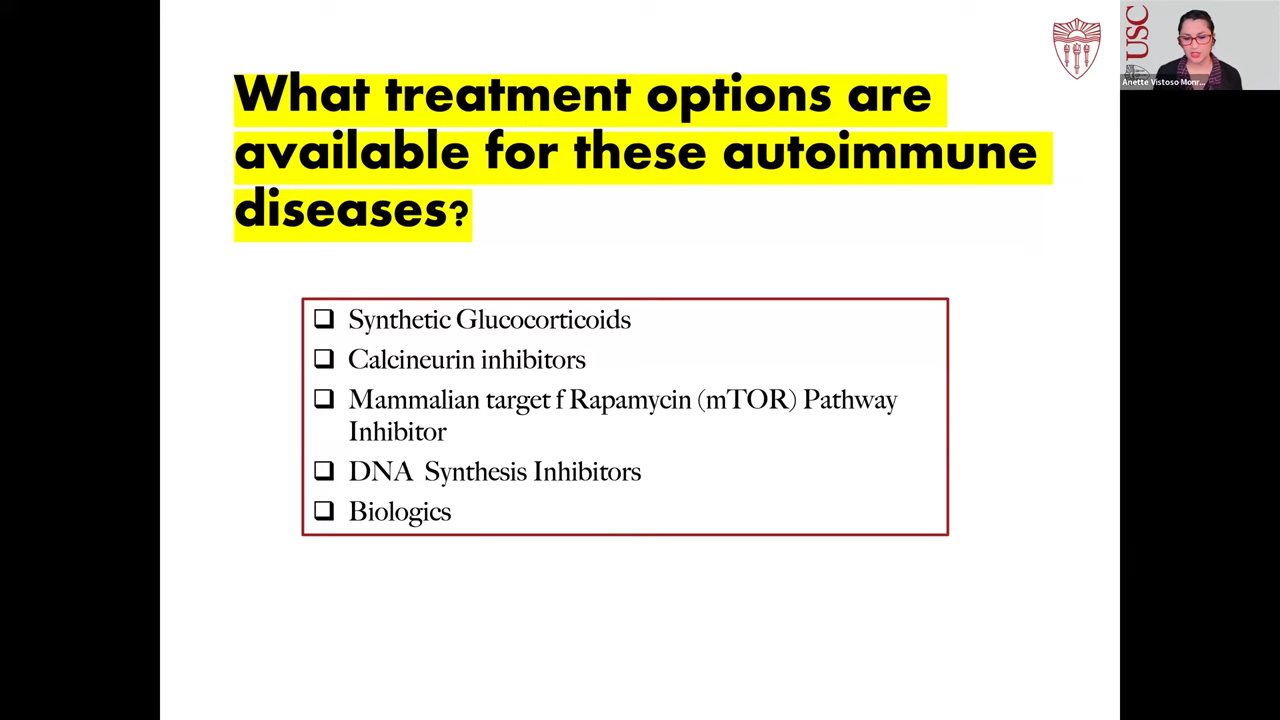 USC
Anette Vistoso Monr...
What treatment options are
available for these autoimmune
diseases?
❑ Synthetic Glucocorticoids
❑ Calcineurin inhibitors
❑ Mammalian target f Rapamycin (mTOR) Pathway
Inhibitor
❑ DNA Synthesis Inhibitors
❑ Biologics